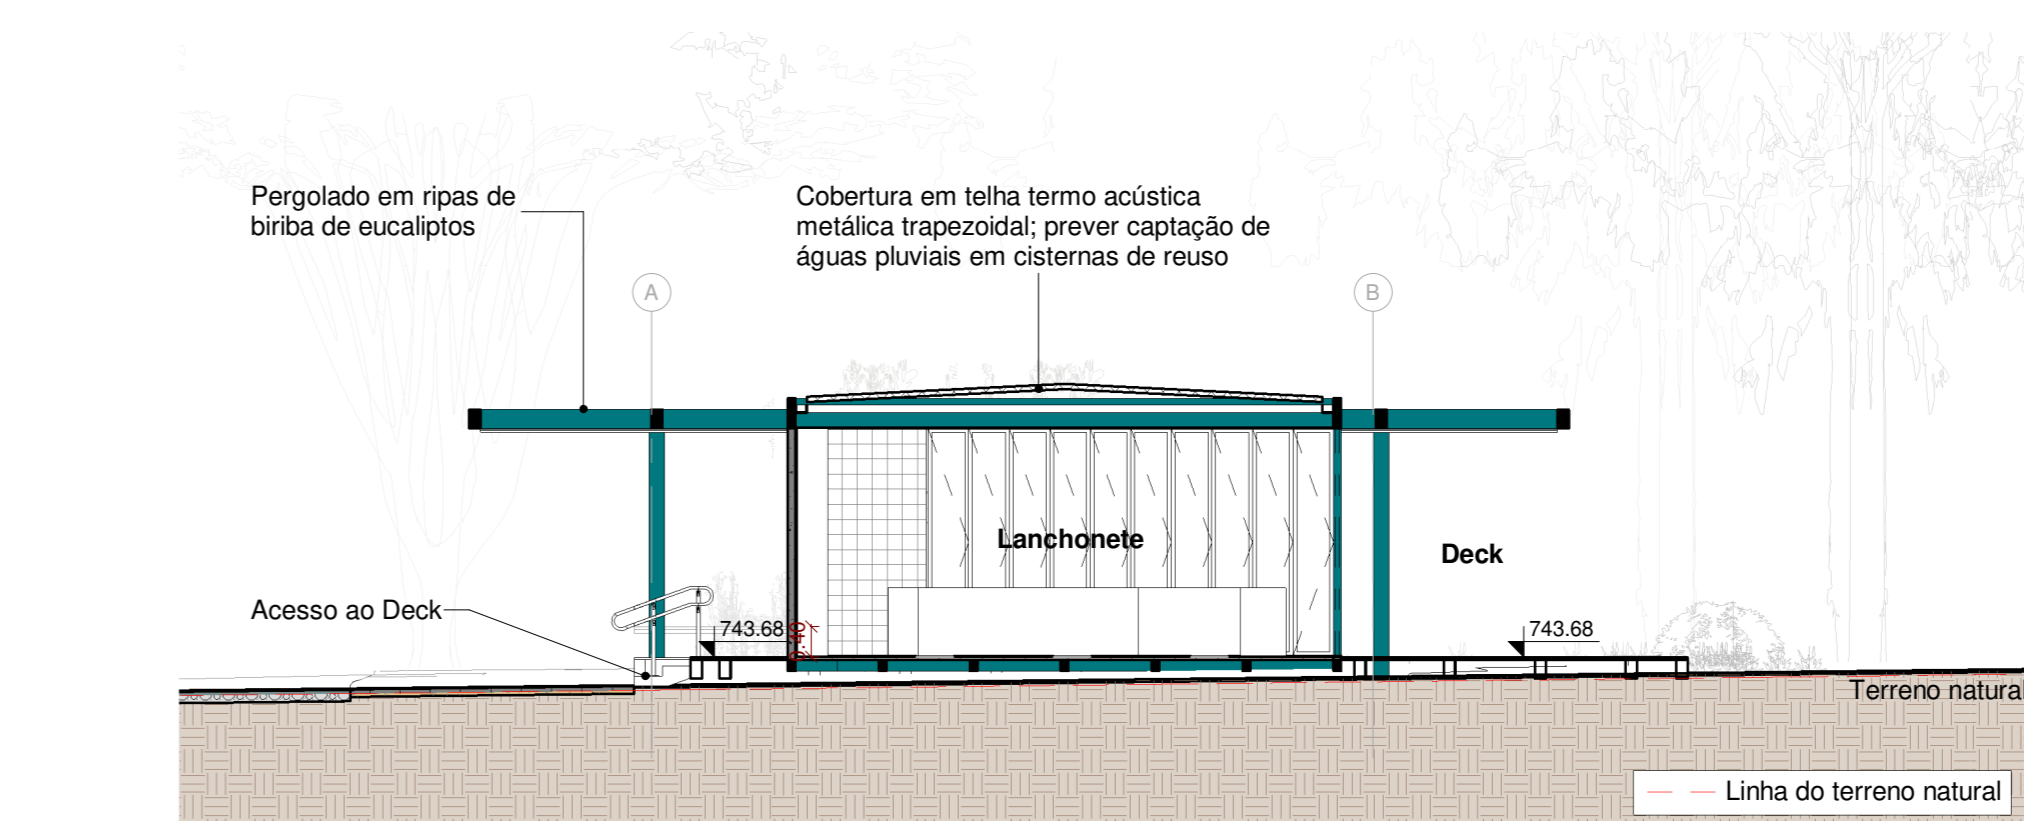 Pergolado em ripas de
biriba de eucaliptos
Cobertura em telha termo acústica
metálica trapezoidal; prever captação de
águas pluviais em cisternas de reuso
A
B
Lanchonete
Deck
Acesso ao Deck
743.68
0.40
743.68
Terreno natural
Linha do terreno natural